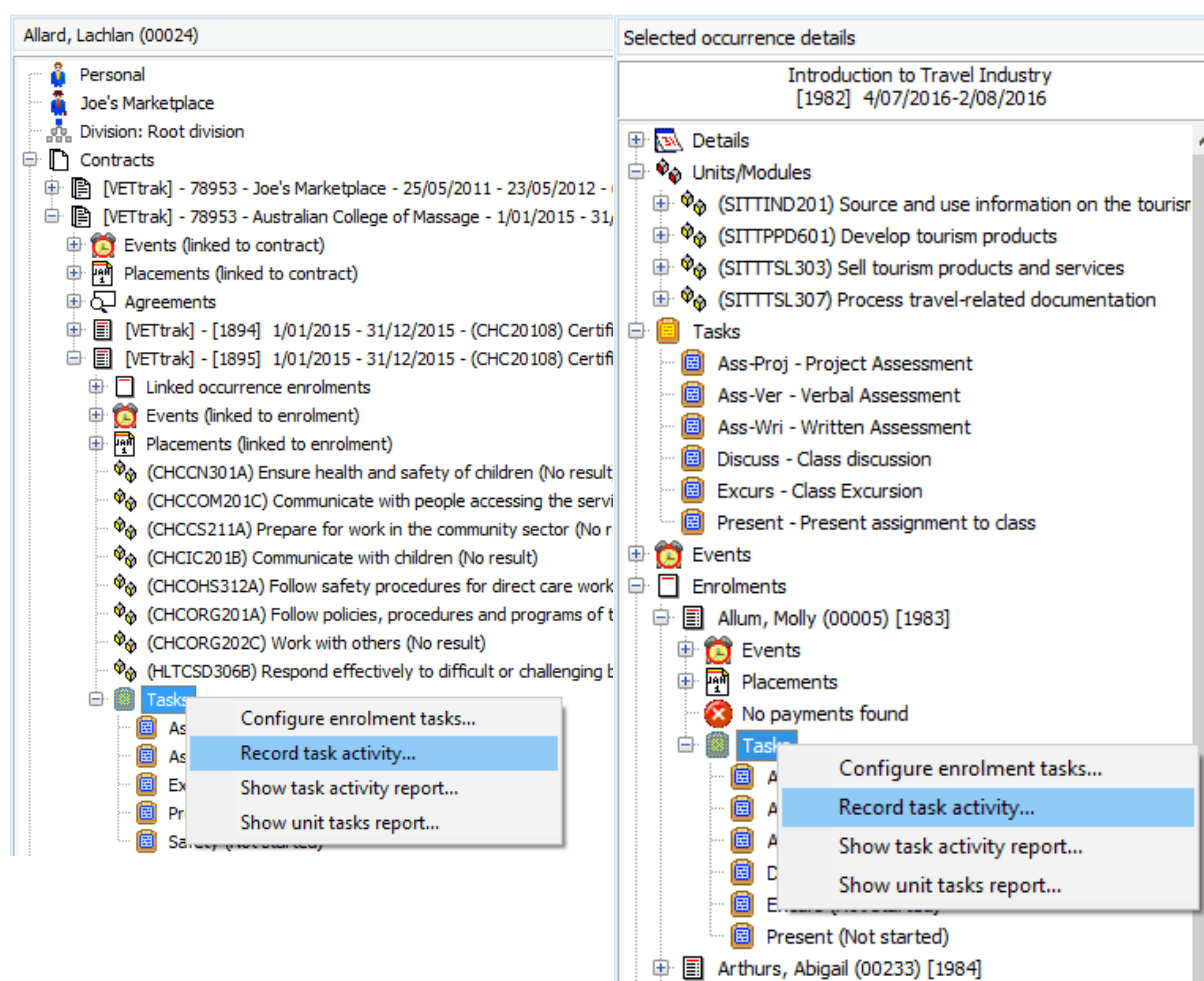 Allard, Lachlan (00024)
Personal
Joe's Marketplace
Division: Root division
Contracts
[VETtrak] - 78953 - Joe's Marketplace - 25/05/2011 - 23/05/2012 -
[VETtrak] - 78953 - Australian College of Massage - 1/01/2015 - 31/
Events (linked to contract)
Placements (linked to contract)
Agreements
[VETtrak] - [1894] 1/01/2015 - 31/12/2015 - (CHC20108) Certifi
[VETtrak] - [1895] 1/01/2015 - 31/12/2015 - (CHC20108) Certifi
Linked occurrence enrolments
Events (linked to enrolment)
Placements (linked to enrolment)
(CHCCN301A) Ensure health and safety of children (No result
(CHCCOM201C) Communicate with people accessing the servi
(CHCCS211A) Prepare for work in the community sector (No r
(CHCIC201B) Communicate with children (No result)
(CHCOHS312A) Follow safety procedures for direct care work
(CHCORG201A) Follow policies, procedures and programs of t
(CHCORG202C) Work with others (No result)
(HLTCSD306B) Respond effectively to difficult or challenging b
Tasks
As
As
Ex
Pr
Safety (Not started)
Configure enrolment tasks...
Record task activity...
Show task activity report...
Show unit tasks report...
Selected occurrence details
Introduction to Travel Industry
[1982] 4/07/2016-2/08/2016
Details
Units/Modules
(SITTIND201) Source and use information on the tourism
(SITTPPD601) Develop tourism products
(SITTTSL303) Sell tourism products and services
(SITTTSL307) Process travel-related documentation
Tasks
Ass-Proj - Project Assessment
Ass-Ver - Verbal Assessment
Ass-Wri - Written Assessment
Discuss - Class discussion
Excurs - Class Excursion
Present - Present assignment to class
Events
Enrolments
Allum, Molly (00005) [1983]
Events
Placements
No payments found
Tasks
A
A
A
D
Excurs (Not started)
Present (Not started)
Configure enrolment tasks...
Record task activity...
Show task activity report...
Show unit tasks report...
Arthurs, Abigail (00233) [1984]